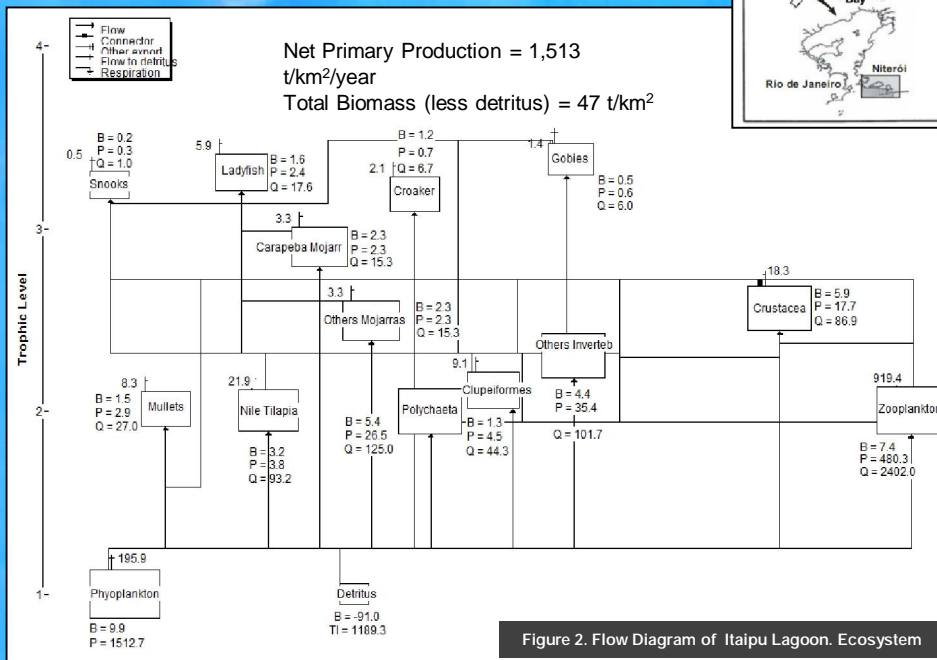 Bay
Niterói
Rio de Janeiro
Flow
Connector
Other export
Flow to detritus
Respiration
Net Primary Production = 1,513
t/km²/year
Total Biomass (less detritus) = 47 t/km²
Trophic Level
4
3
2
1
B = 0.2
P = 0.3
Q = 1.0
0.5
Snooks
5.9
Ladyfish
B = 1.6
P = 2.4
Q = 17.6
B = 1.2
P = 0.7
Q = 6.7
2.1
Croaker
1.4
Gobies
B = 0.5
P = 0.6
Q = 6.0
3.3
Carapeba Mojarr
B = 2.3
P = 2.3
Q = 15.3
3.3
Others Mojarras
B = 2.3
P = 2.3
Q = 15.3
18.3
Crustacea
B = 5.9
P = 17.7
Q = 86.9
Others Inverteb
B = 4.4
P = 35.4
Q = 101.7
8.3
Mullets
B = 1.5
P = 2.9
Q = 27.0
21.9
Nile Tilapia
B = 3.2
P = 3.8
Q = 93.2
B = 5.4
P = 26.5
Q = 125.0
Polychaeta
9.1
Clupeiformes
B = 1.3
P = 4.5
Q = 44.3
919.4
Zooplankton
B = 7.4
P = 480.3
Q = 2402.0
195.9
Phyoplankton
B = 9.9
P = 1512.7
Detritus
B = -91.0
TI = 1189.3
Figure 2. Flow Diagram of Itaipu Lagoon. Ecosystem